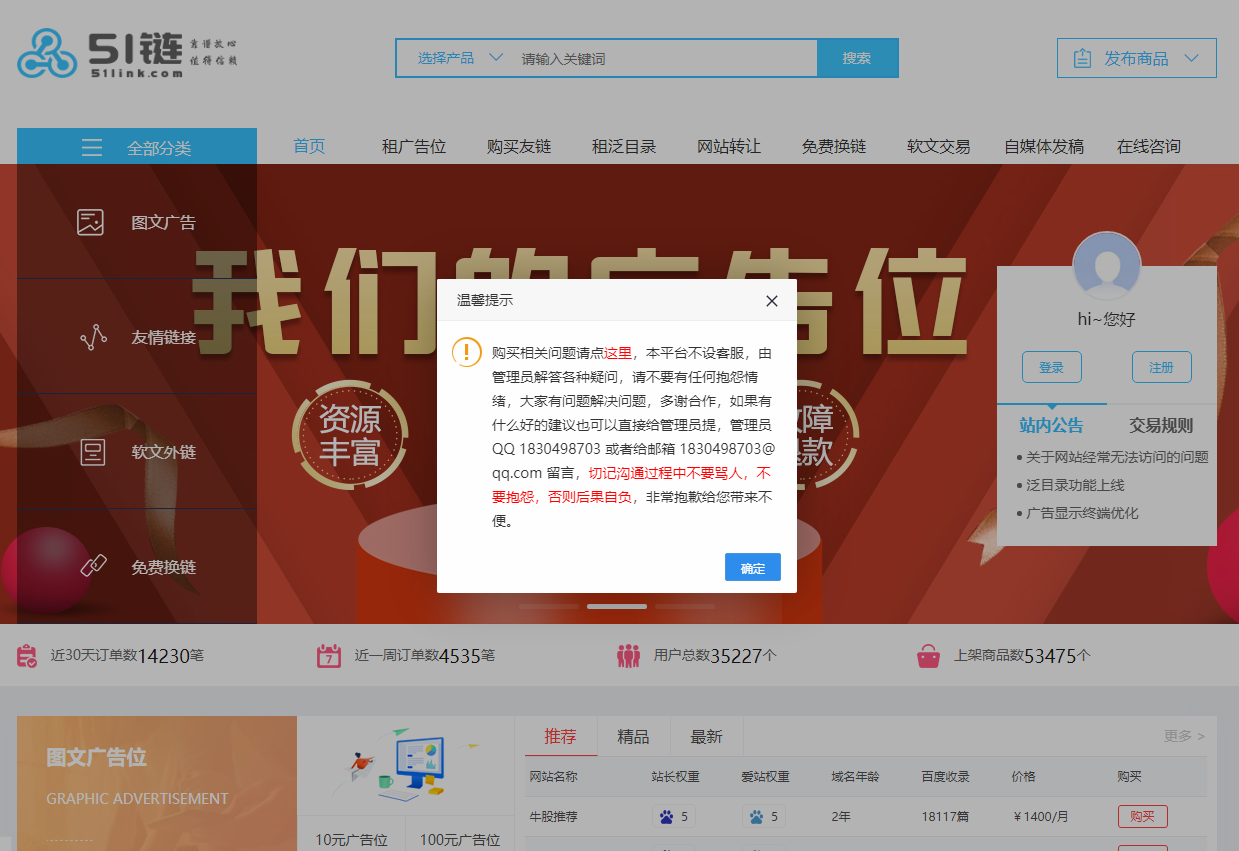 51链
靠谱放心
值得信赖
51link.com
选择产品
请输入关键词
搜索
发布商品
全部分类
首页
租广告位
购买友链
租泛目录
网站转让
免费换链
软文交易
自媒体发稿
在线咨询
图文广告
友情链接
软文外链
免费换链
我们的广告位
资源
丰富
障
款
温馨提示
购买相关问题请点这里，本平台不设客服，由
管理员解答各种疑问，请不要有任何抱怨情
绪，大家有问题解决问题，多谢合作，如果有
什么好的建议也可以直接给管理员提，管理员
QQ 1830498703 或者给邮箱 1830498703@
qq.com 留言，切记沟通过程中不要骂人，不
要抱怨，否则后果自负，非常抱歉给您带来不
便。
确定
hi~您好
登录
注册
站内公告
交易规则
关于网站经常无法访问的问题
泛目录功能上线
广告显示终端优化
近30天订单数14230笔
7
近一周订单数4535笔
用户总数35227个
上架商品数53475个
图文广告位
GRAPHIC ADVERTISEMENT
10元广告位
100元广告位
推荐
精品
最新
更多 >
网站名称
站长权重
爱站权重
域名年龄
百度收录
价格
购买
牛股推荐
5
5
2年
18117篇
￥1400/月
购买